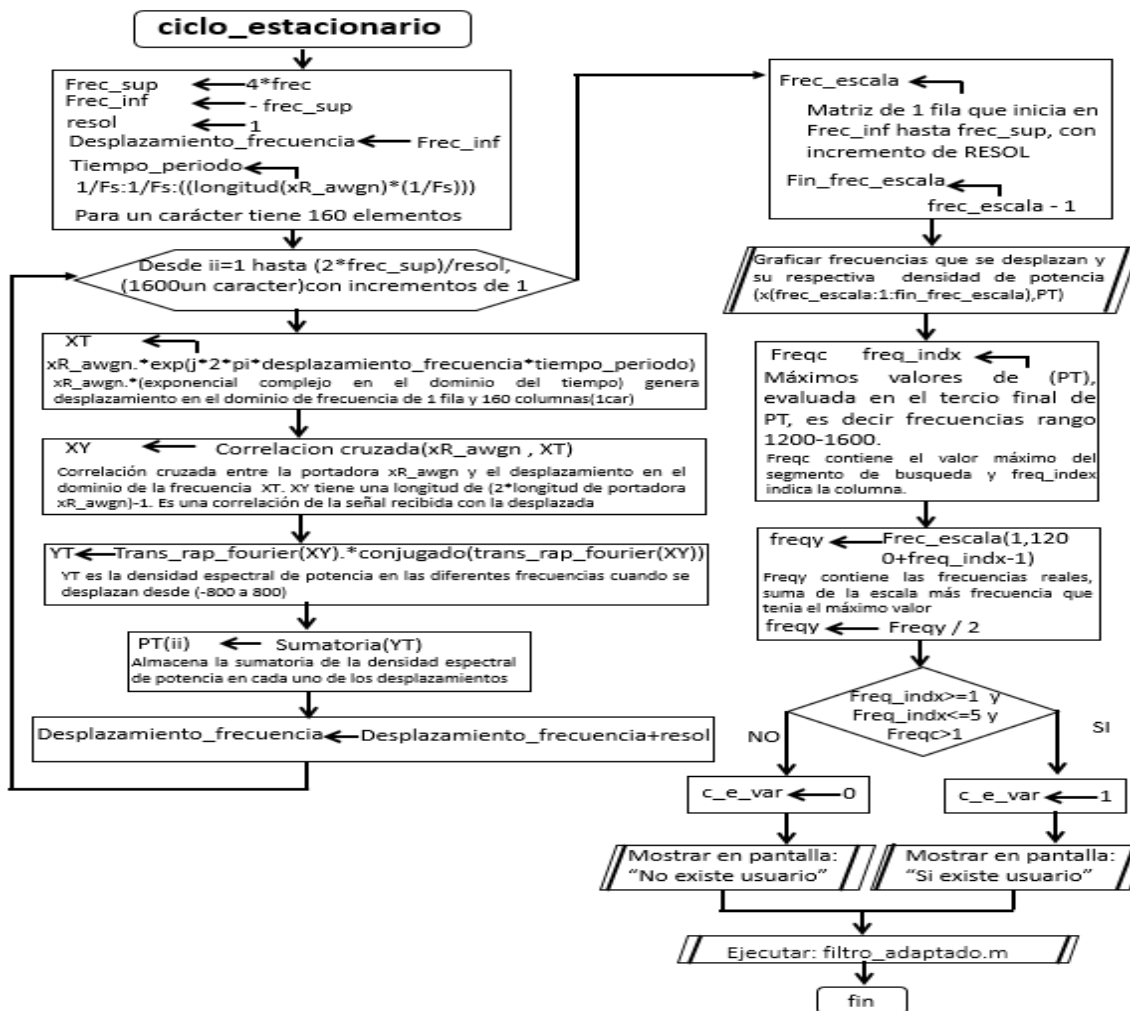 ciclo_estacionario
Frec_sup 4*frec
Frec_inf - frec_sup
resol 1
Desplazamiento_frecuencia Frec_inf
Tiempo_periodo
1/Fs:1/Fs:((longitud(xR_awgn)*(1/Fs)))
Para un carácter tiene 160 elementos
Desde ii=1 hasta (2*frec_sup)/resol,
(1600un caracter)con incrementos de 1
XT
xR_awgn.*exp(j*2*pi*desplazamiento_frecuencia*tiempo_periodo)
xR_awgn.*(exponencial complejo en el dominio del tiempo) genera
desplazamiento en el dominio de frecuencia de 1 fila y 160 columnas(1car)
XY Correlacion cruzada(xR_awgn , XT)
Correlación cruzada entre la portadora xR_awgn y el desplazamiento en el
dominio de la frecuencia XT. XY tiene una longitud de (2*longitud de portadora
xR_awgn)-1. Es una correlación de la señal recibida con la desplazada
YT Trans_rap_fourier(XY).*conjugado(trans_rap_fourier(XY))
YT es la densidad espectral de potencia en las diferentes frecuencias cuando se
desplazan desde (-800 a 800)
PT(ii) Sumatoria(YT)
Almacena la sumatoria de la densidad espectral
de potencia en cada uno de los desplazamientos
Desplazamiento_frecuencia Desplazamiento_frecuencia+resol
Frec_escala
Matriz de 1 fila que inicia en
Frec_inf hasta frec_sup, con
incremento de RESOL
Fin_frec_escala
frec_escala - 1
Graficar frecuencias que se desplazan y
su respectiva densidad de potencia
(x(frec_escala:1:fin_frec_escala),PT)
Freqc freq_indx
Máximos valores de (PT),
evaluada en el tercio final de
PT, es decir frecuencias rango
1200-1600.
Freqc contiene el valor máximo del
segmento de busqueda y freq_index
indica la columna.
freqy Frec_escala(1,120
0+freq_indx-1)
Freqy contiene las frecuencias reales,
suma de la escala más frecuencia que
tenia el máximo valor
freqy Freqy / 2
Freq_indx>=1 y
Freq_indx<=5 y
Freqc>1
NO
SI
c_e_var 0
c_e_var 1
Mostrar en pantalla:
“No existe usuario”
Mostrar en pantalla:
“Si existe usuario”
Ejecutar: filtro_adaptado.m
fin